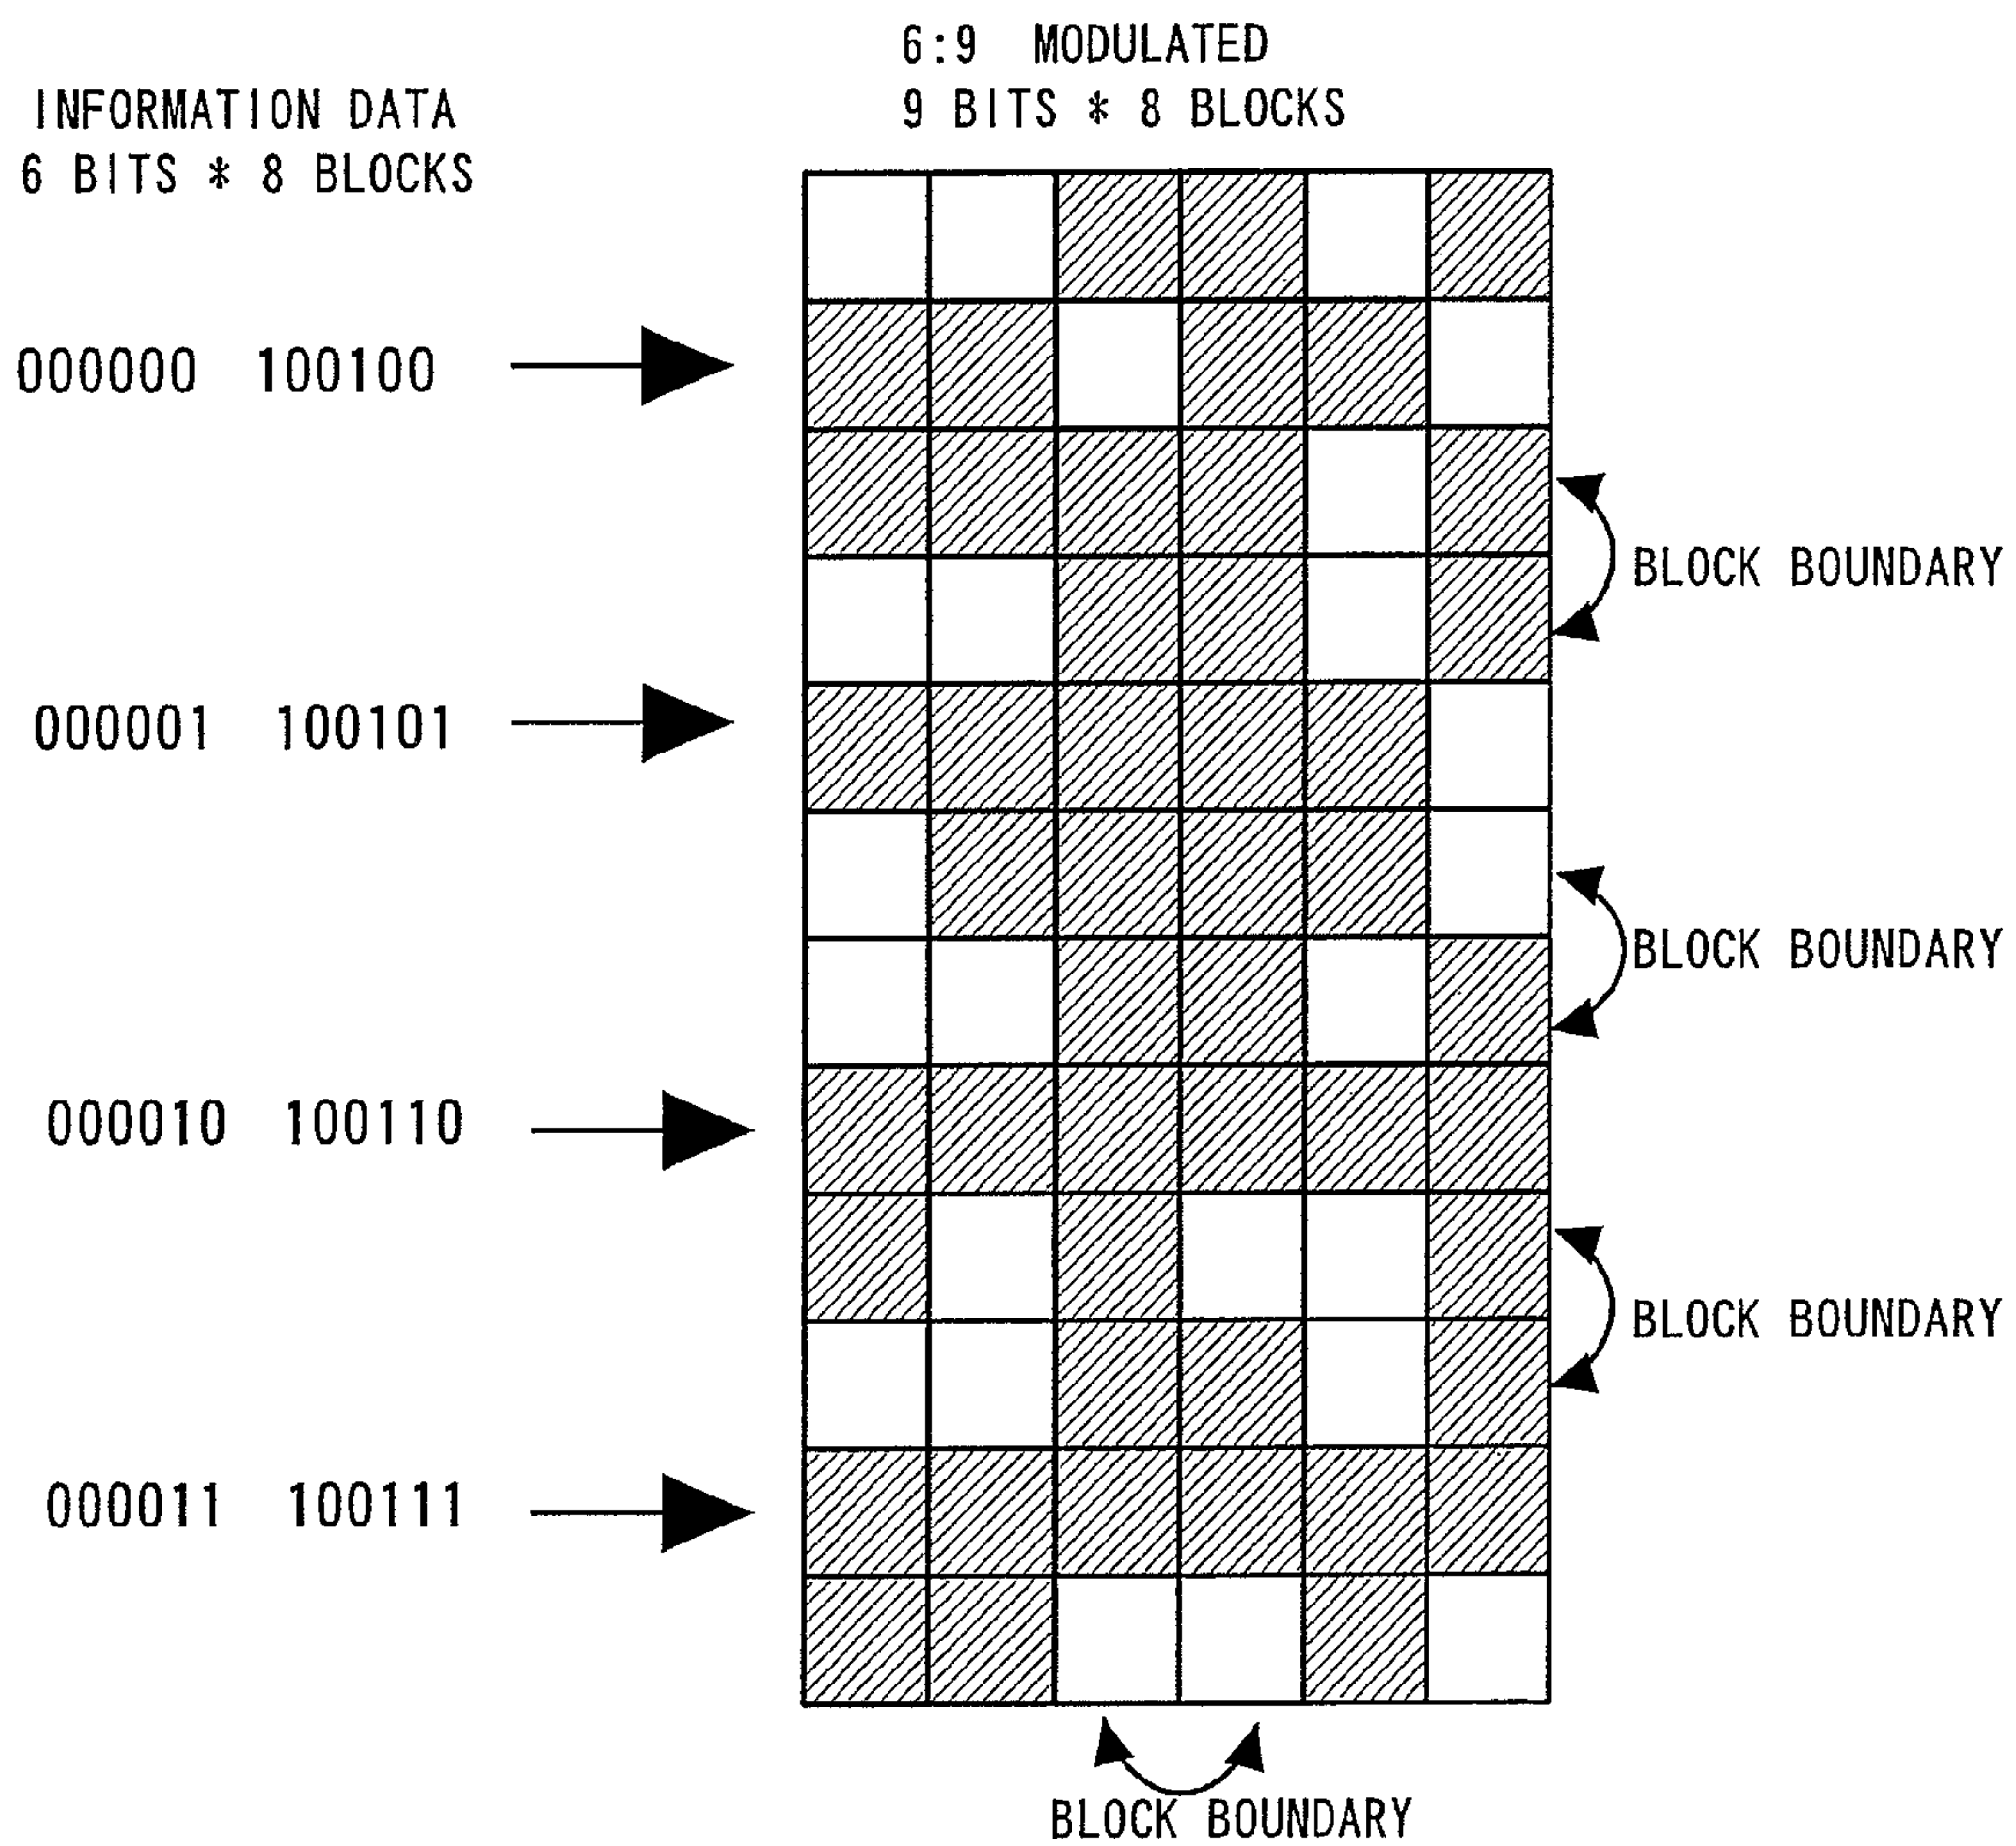 6:9 MODULATED
9 BITS * 8 BLOCKS
INFORMATION DATA
6 BITS * 8 BLOCKS
000000 100100
BLOCK BOUNDARY
000001 100101
BLOCK BOUNDARY
000010 100110
BLOCK BOUNDARY
000011 100111
BLOCK BOUNDARY